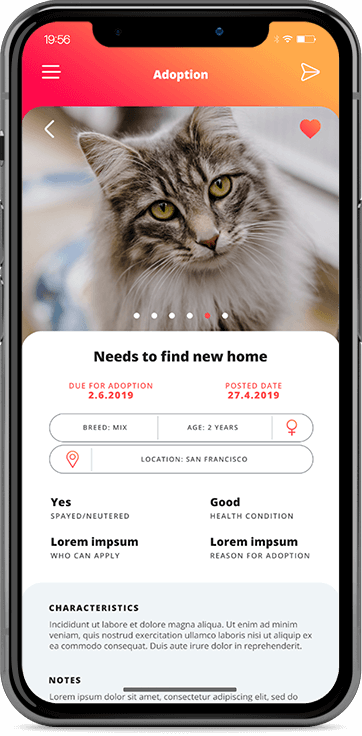 19:56
Adoption
Needs to find new home
DUE FOR ADOPTION
2.6.2019
POSTED DATE
27.4.2019
BREED: MIX
AGE: 2 YEARS
LOCATION: SAN FRANCISCO
Yes
SPAYED/NEUTERED
Good
HEALTH CONDITION
Lorem impsum
WHO CAN APPLY
Lorem impsum
REASON FOR ADOPTION
CHARACTERISTICS
Incididunt ut labore et dolore magna aliqua. Ut enim ad minim
veniam, quis nostrud exercitation ullamco laboris nisi ut aliquip ex
ea commodo consequat. Duis aute irure dolor in reprehenderit.
NOTES
Lorem ipsum dolor sit amet, consectetur adipiscing elit, sed do